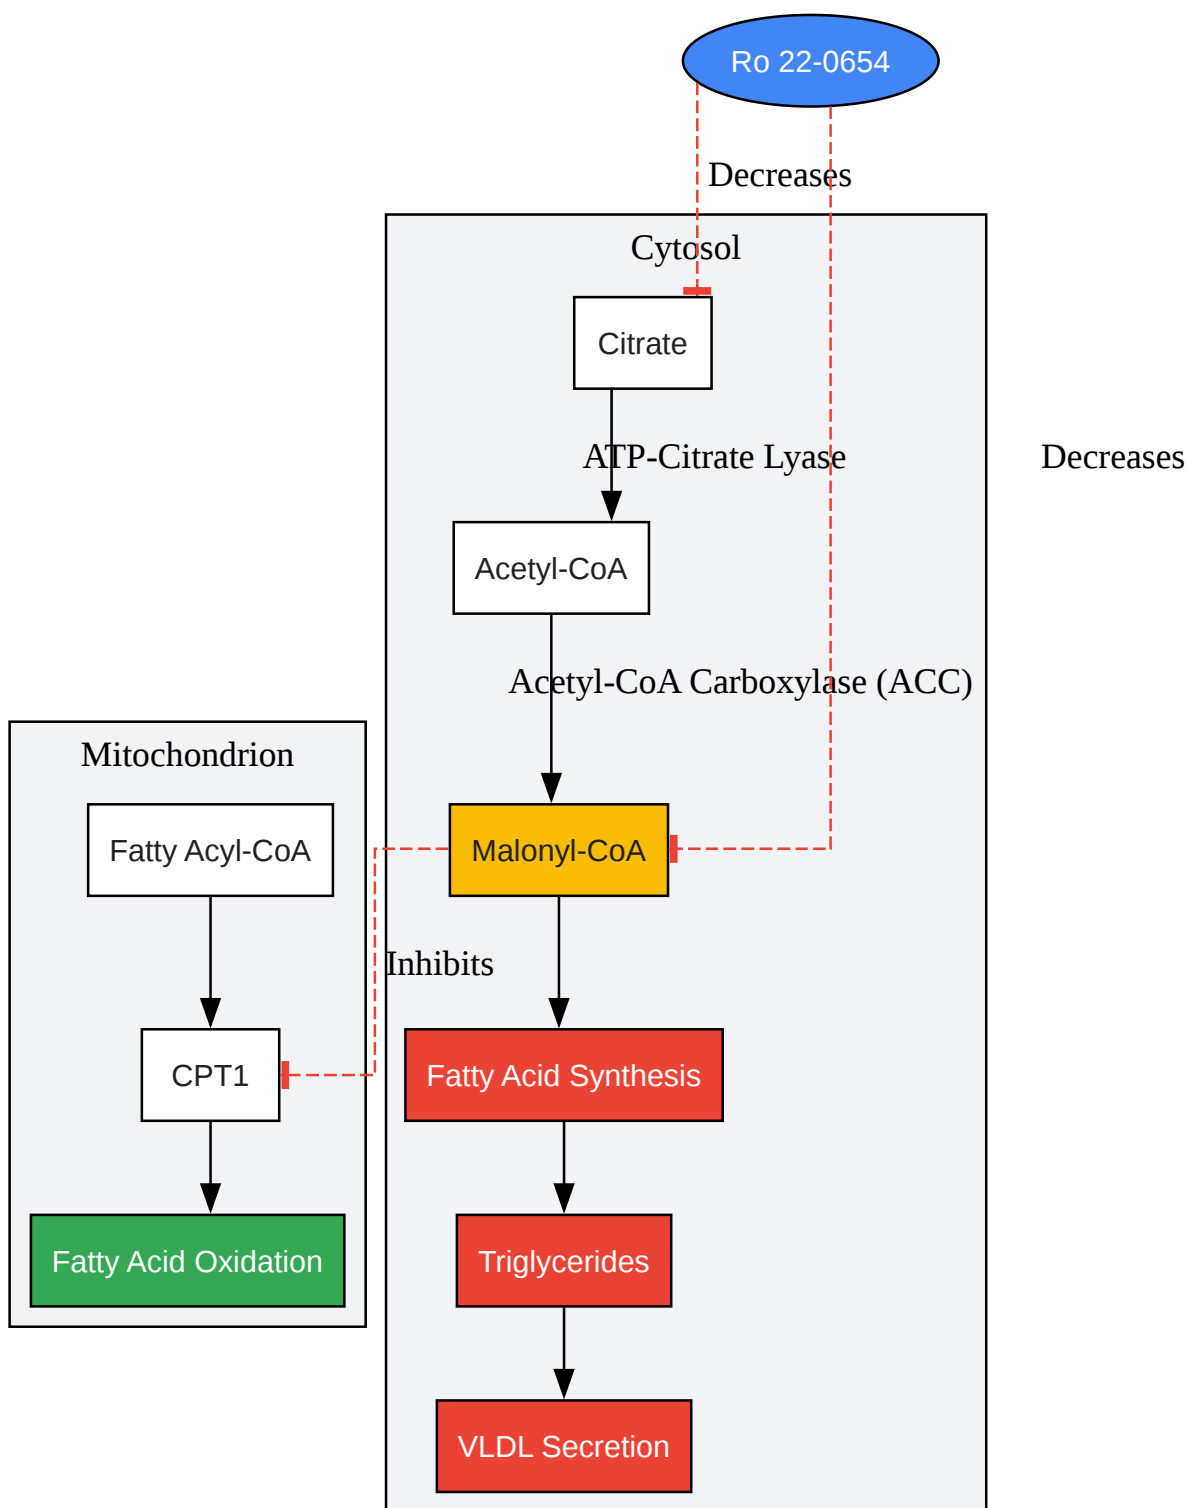 Ro 22-0654
Decreases
Cytosol
Citrate
ATP-Citrate Lyase
Decreases
Acetyl-CoA
Acetyl-CoA Carboxylase (ACC)
Mitochondrion
Fatty Acyl-CoA
Malonyl-CoA
Inhibits
CPT1
Fatty Acid Synthesis
Fatty Acid Oxidation
Triglycerides
VLDL Secretion